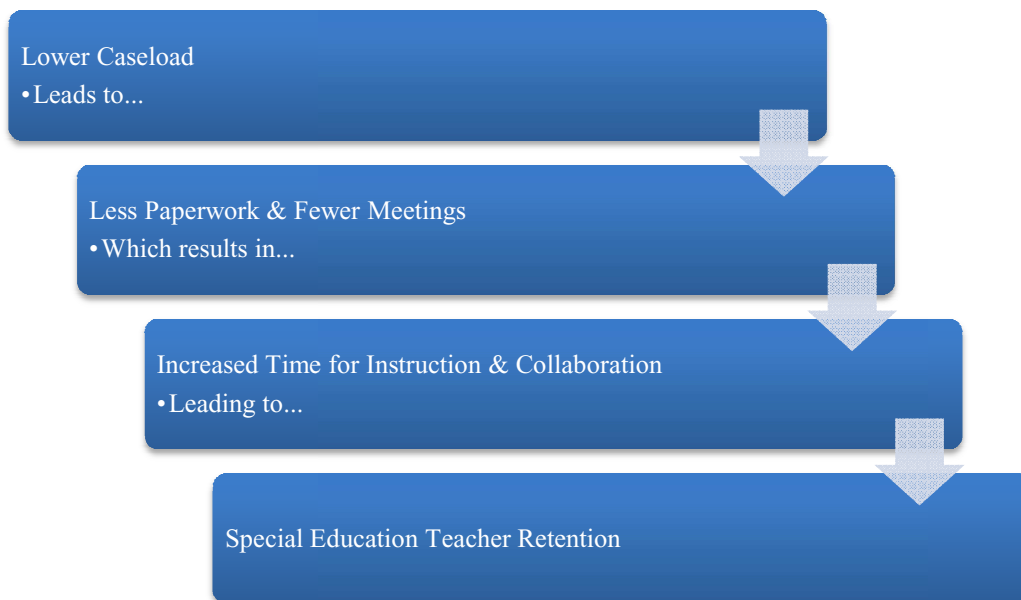 Lower Caseload
•Leads to...
Less Paperwork & Fewer Meetings
•Which results in...
Increased Time for Instruction & Collaboration
•Leading to...
Special Education Teacher Retention